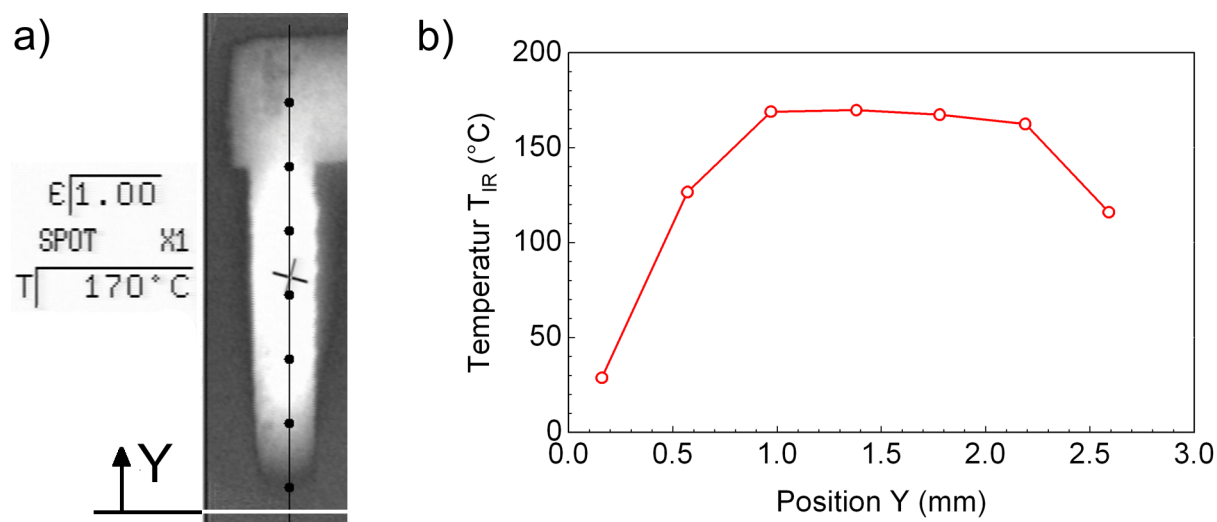 a)
ε 1.00
SPOT X1
T 170°C
Y
b)
Temperatur T_IR (°C)
200
150
100
50
0
0.0 0.5 1.0 1.5 2.0 2.5 3.0
Position Y (mm)